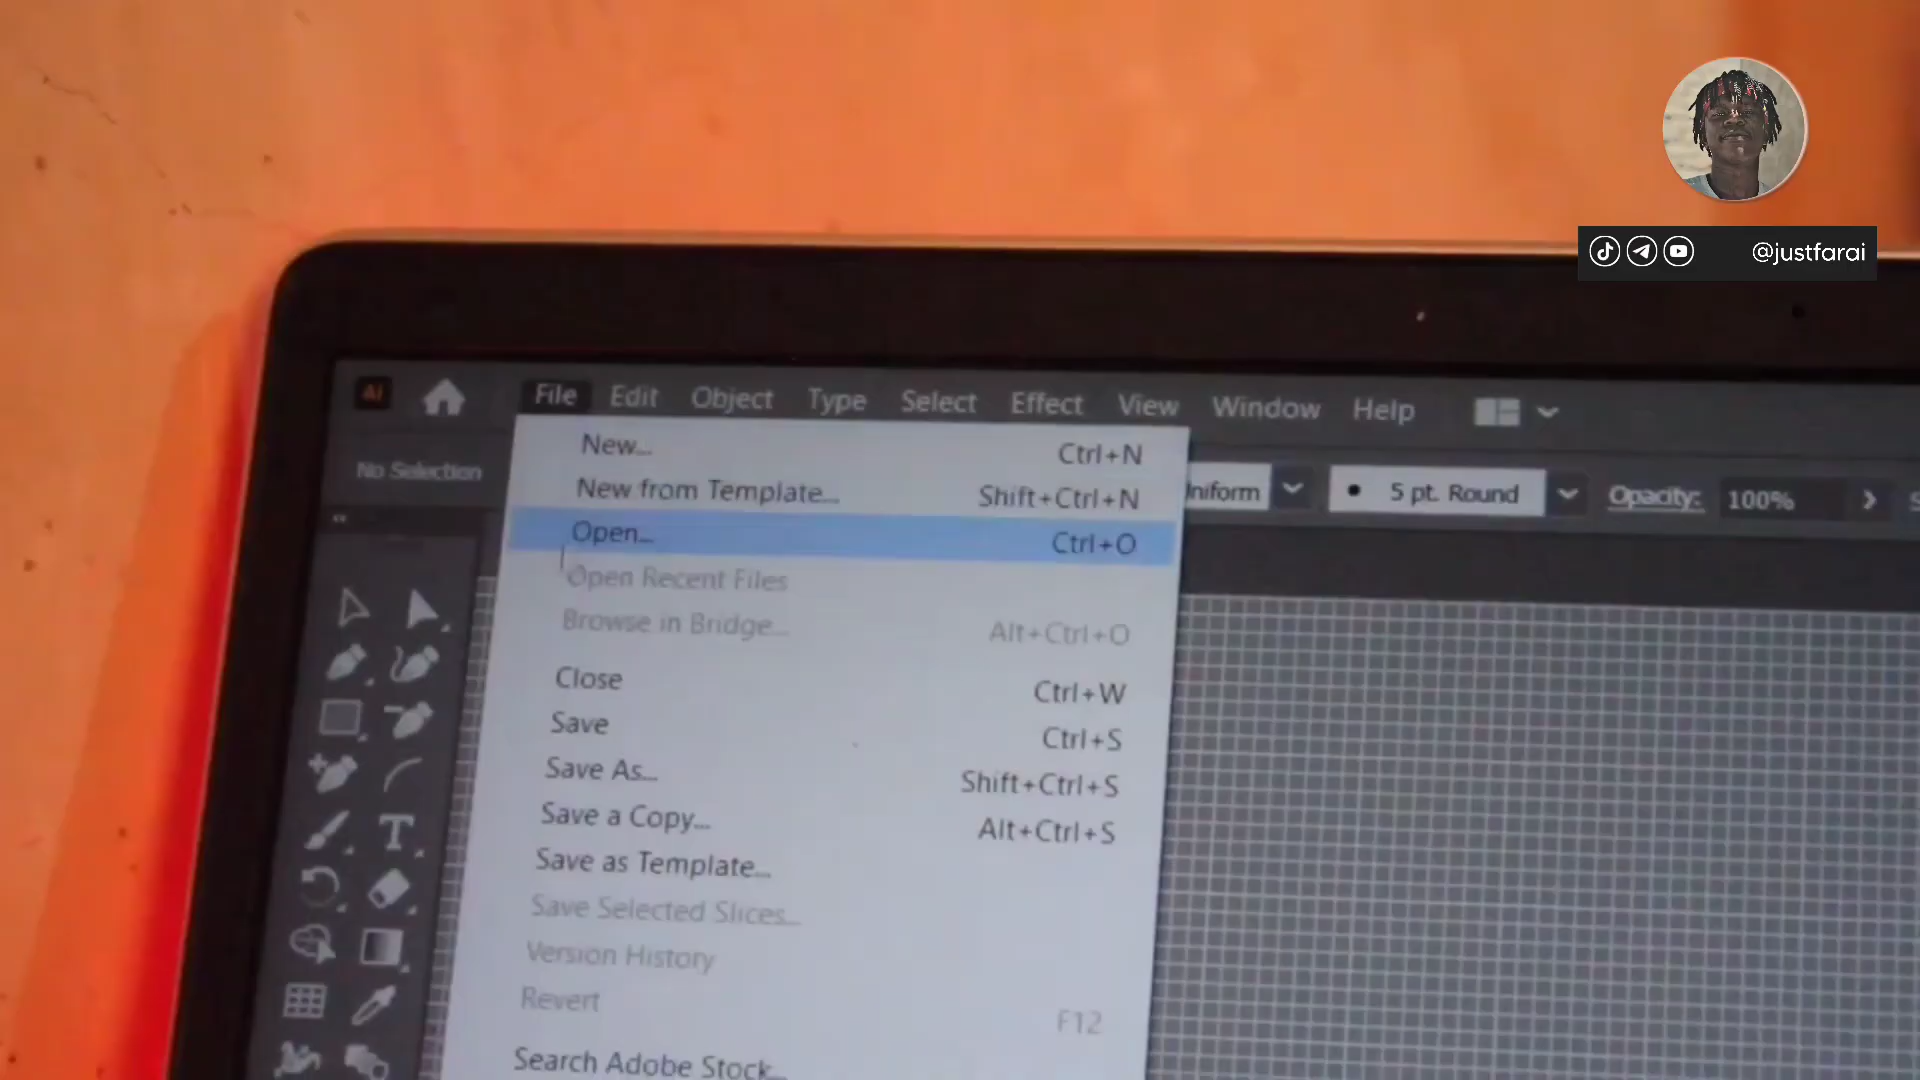 @justfarai
Ai File Edit Object Type Select Effect View Window Help
No Selection
niform 5 pt. Round Opacity: 100%
New... Ctrl+N
New from Template... Shift+Ctrl+N
Open... Ctrl+O
Open Recent Files
Browse in Bridge... Alt+Ctrl+O
Close Ctrl+W
Save Ctrl+S
Save As... Shift+Ctrl+S
Save a Copy... Alt+Ctrl+S
Save as Template...
Save Selected Slices...
Version History
Revert F12
Search Adobe Stock...